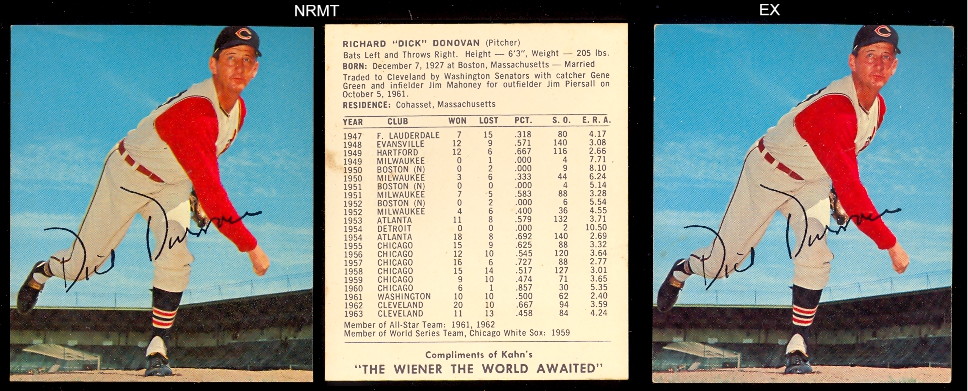 NRMT
EX
Dick Donovan
RICHARD "DICK" DONOVAN (Pitcher)
Bats Left and Throws Right. Height — 6'3", Weight — 205 lbs.
BORN: December 7, 1927 at Boston, Massachusetts — Married
Traded to Cleveland by Washington Senators with catcher Gene
Green and infielder Jim Mahoney for outfielder Jim Piersall on
October 5, 1961.
RESIDENCE: Cohasset, Massachusetts
YEAR CLUB WON LOST PCT. S. O. E. R. A.
1947 F. LAUDERDALE 7 15 .318 80 4.17
1948 EVANSVILLE 12 9 .571 140 3.08
1949 HARTFORD 12 6 .667 116 2.66
1949 MILWAUKEE 0 1 .000 4 7.71
1950 BOSTON (N) 0 2 .000 9 8.10
1950 MILWAUKEE 3 6 .333 44 6.24
1951 BOSTON (N) 0 0 .000 4 5.14
1951 MILWAUKEE 7 5 .583 88 3.28
1952 BOSTON (N) 0 2 .000 6 5.54
1952 MILWAUKEE 4 6 .400 36 4.55
1953 ATLANTA 11 8 .579 132 3.71
1954 DETROIT 0 0 .000 2 10.50
1954 ATLANTA 18 8 .692 140 2.69
1955 CHICAGO 15 9 .625 88 3.32
1956 CHICAGO 12 10 .545 120 3.64
1957 CHICAGO 16 6 .727 88 2.77
1958 CHICAGO 15 14 .517 127 3.01
1959 CHICAGO 9 10 .474 71 3.65
1960 CHICAGO 6 1 .857 30 5.35
1961 WASHINGTON 10 10 .500 62 2.40
1962 CLEVELAND 20 10 .667 94 3.59
1963 CLEVELAND 11 13 .458 84 4.24
Member of All-Star Team: 1961, 1962
Member of World Series Team, Chicago White Sox: 1959
Compliments of Kahn's
"THE WIENER THE WORLD AWAITED"
Dick Donovan